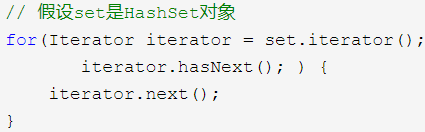 // 假设set是HashSet对象
for(Iterator iterator = set.iterator();
        iterator.hasNext(); ) {
    iterator.next();
}